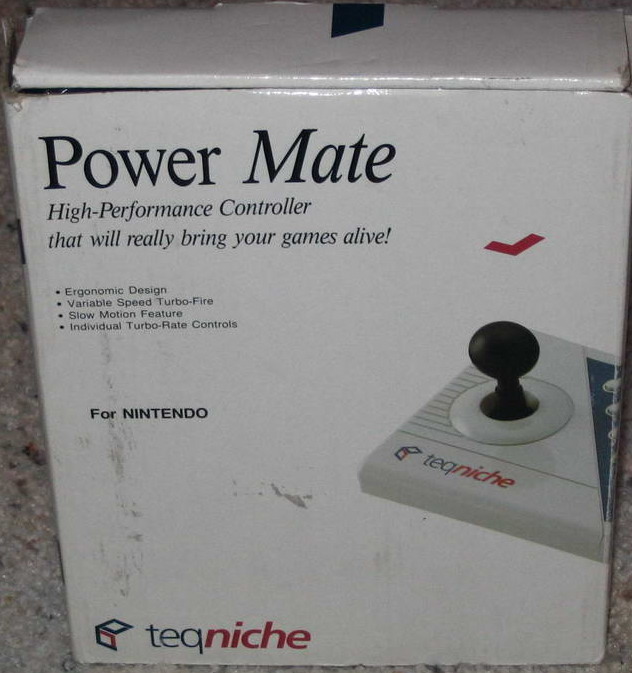 Power Mate
High-Performance Controller
that will really bring your games alive!
• Ergonomic Design
• Variable Speed Turbo-Fire
• Slow Motion Feature
• Individual Turbo-Rate Controls
For NINTENDO
teqniche
teqniche